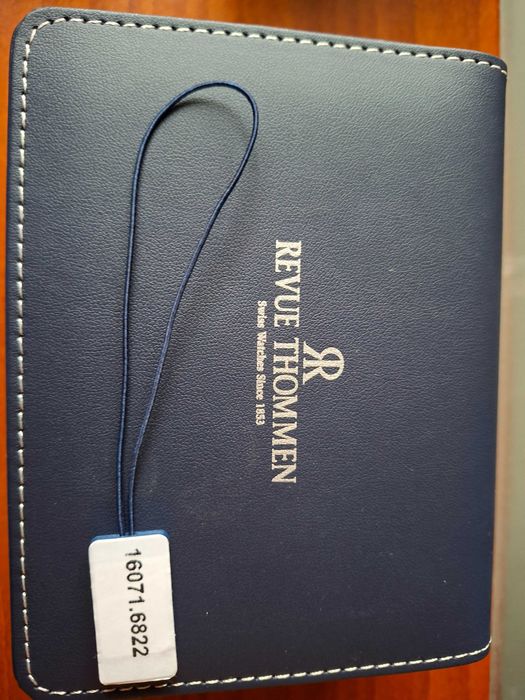 REVUE THOMMEN
Swiss Watches Since 1853
16071.6822